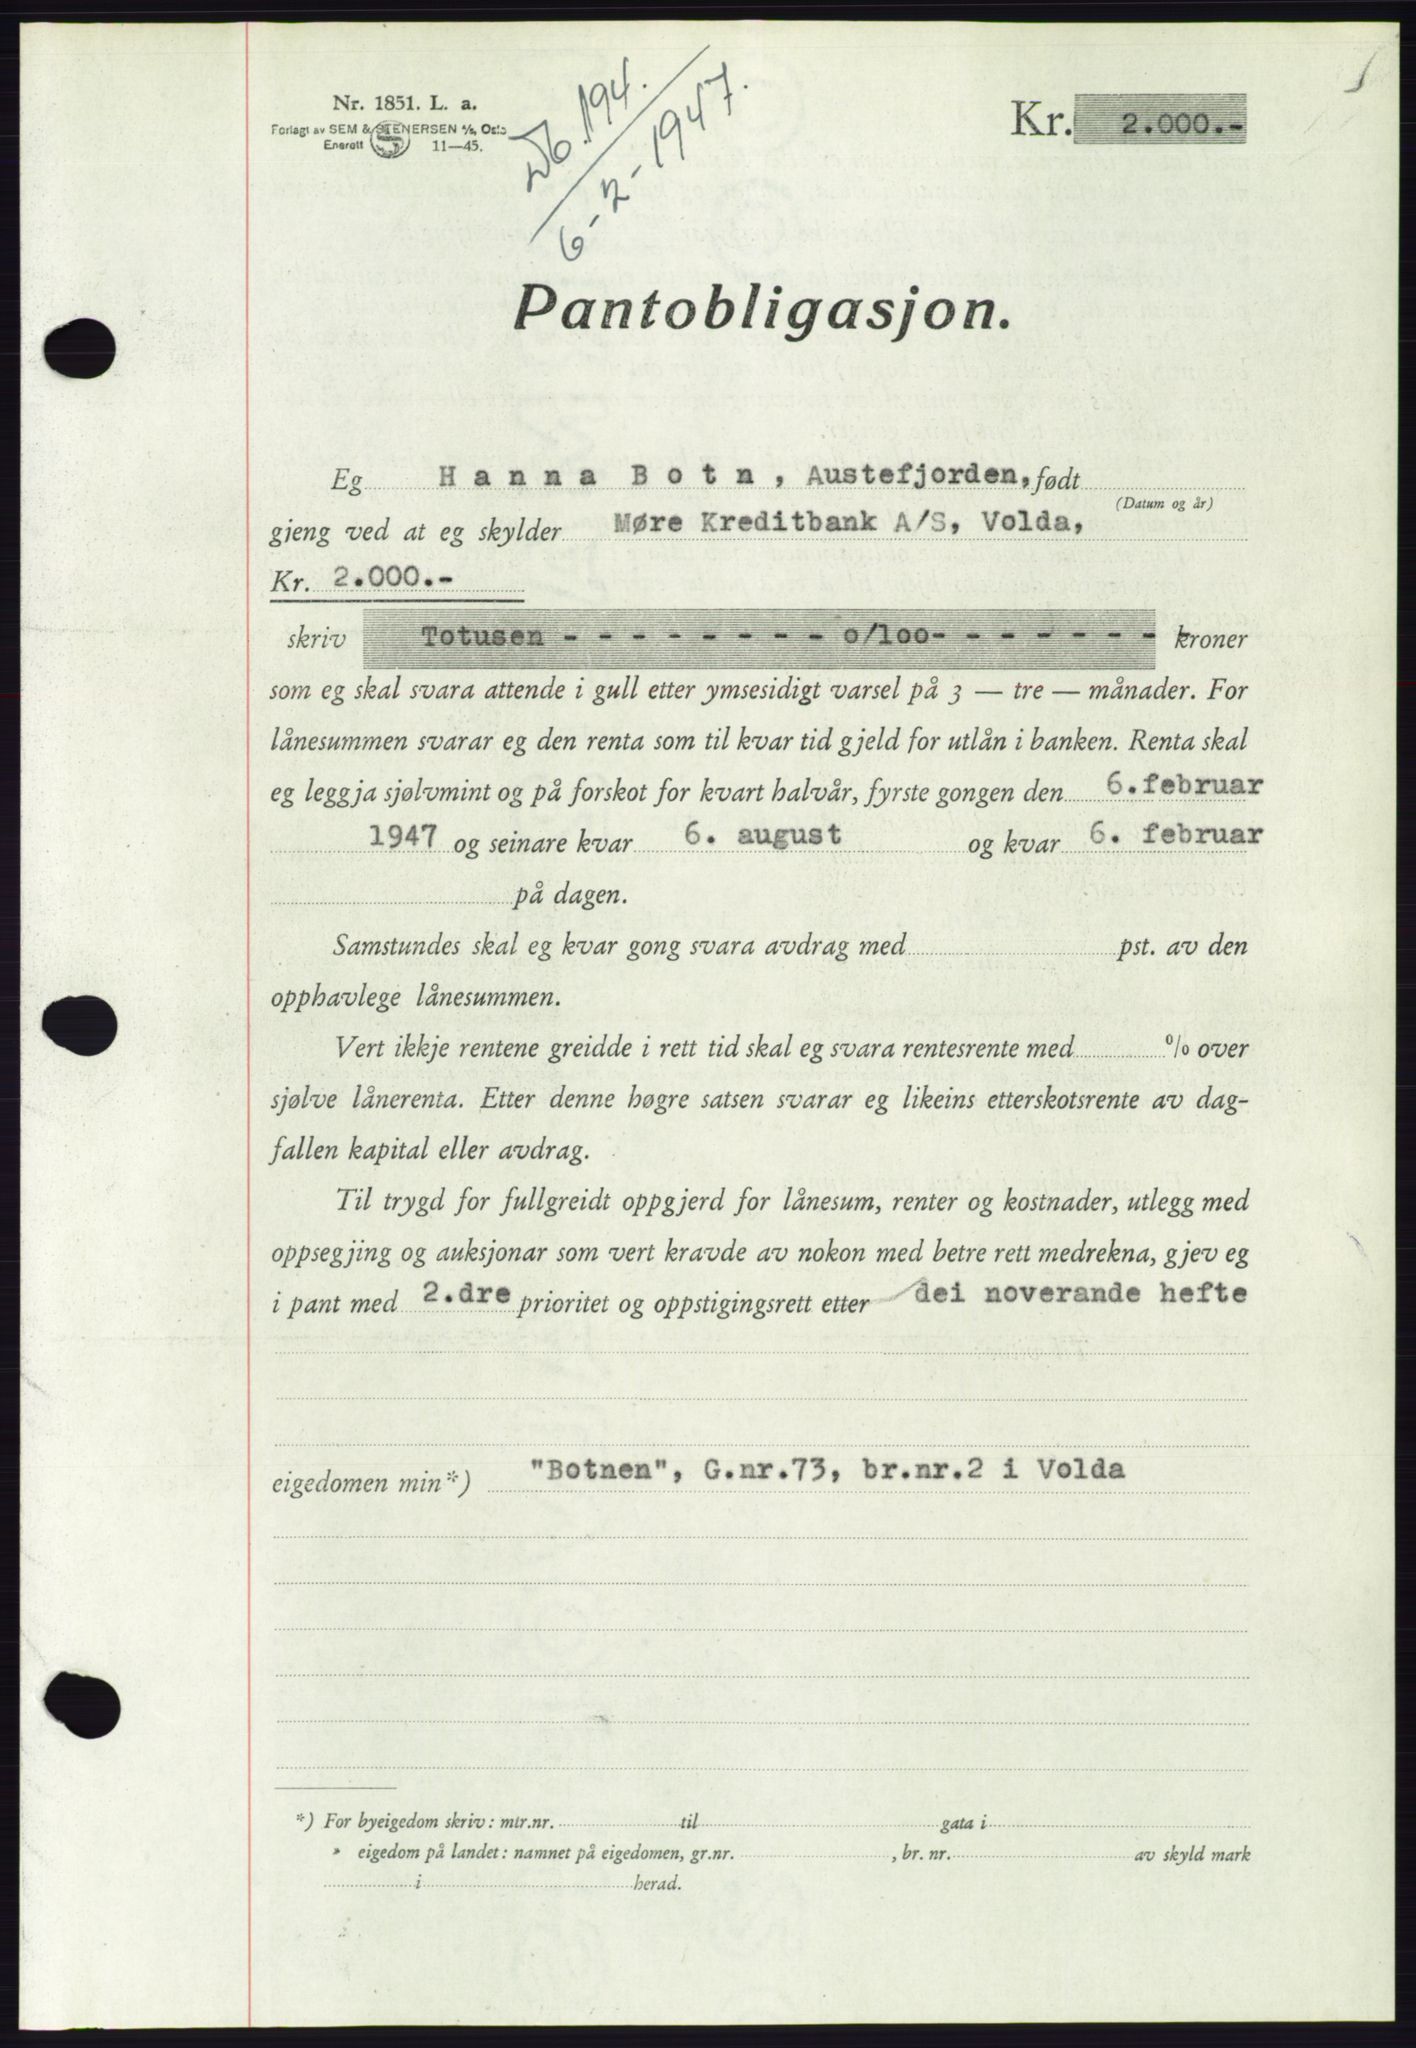 Nr. 1851. L. a.
Forlagt av SEM & STENERSEN A/S, Oslo
Enerett 11—45.
194.
6-2-1947.
Kr. 2.000.-
Pantobligasjon.
Eg Hanna Botn, Austefjorden, født
(Datum og år)
gjeng ved at eg skylder Møre Kreditbank A/S, Volda,
Kr. 2.000.-
skriv Totusen - - - - - - - - - o/loo- - - - - - - - kroner
som eg skal svara attende i gull etter ymsesidigt varsel på 3 — tre — månader. For
lånesummen svarar eg den renta som til kvar tid gjeld for utlån i banken. Renta skal
eg leggja sjølvmint og på forskot for kvart halvår, fyrste gongen den 6.februar
1947 og seinare kvar 6. august og kvar 6. februar
på dagen.
Samstundes skal eg kvar gong svara avdrag med pst. av den
opphavlege lånesummen.
Vert ikkje rentene greidde i rett tid skal eg svara rentesrente med % over
sjølve lånerenta. Etter denne høgre satsen svarar eg likeins etterskotsrente av dag-
fallen kapital eller avdrag.
Til trygd for fullgreidt oppgjerd for lånesum, renter og kostnader, utlegg med
oppsegjing og auksjonar som vert kravde av nokon med betre rett medrekna, gjev eg
i pant med 2.dre prioritet og oppstigingsrett etter dei noverande hefte
eigedomen min*) "Botnen", G.nr.73, br.nr.2 i Volda
*) For byeigedom skriv: mtr.nr. til gata i
» eigedom på landet: namnet på eigedomen, gr.nr. , br. nr. av skyld mark
i herad.